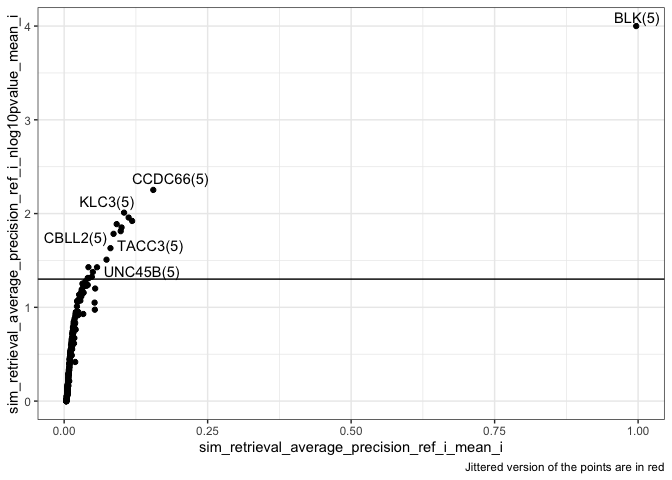 BLK(5)
CCDC66(5)
KLC3(5)
CBLL2(5)
TACC3(5)
UNC45B(5)
sim_retrieval_average_precision_ref_i_nlog10pvalue_mean_i
4
3
2
1
0
0.00 0.25 0.50 0.75 1.00
sim_retrieval_average_precision_ref_i_mean_i
Jittered version of the points are in red